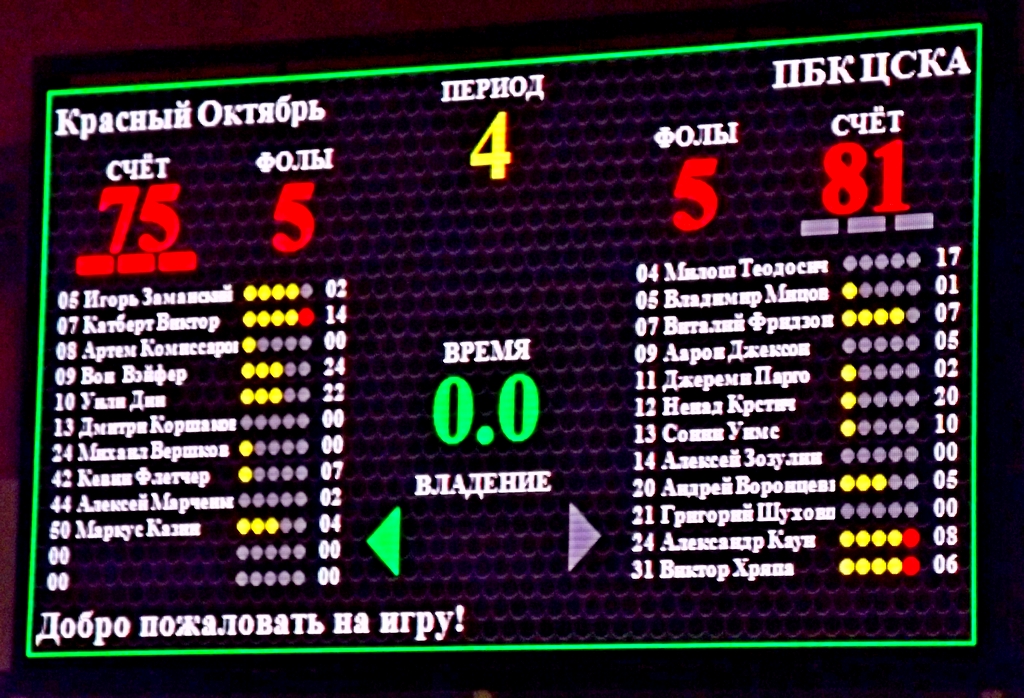 Красный Октябрь
ПЕРИОД
ПБК ЦСКА
СЧЁТ
ФОЛЫ
4
ФОЛЫ
СЧЁТ
75
5
5
81
05 Игорь Заманский 02
07 Катберт Виктор 14
08 Артем Комиссаров 00
09 Вон Вэйфер 24
10 Уили Дин 22
13 Дмитри Коршаков 00
24 Михаил Вершков 00
42 Кевин Флетчер 07
44 Алексей Марчени 02
50 Маркус Казин 04
00 00
00 00
ВРЕМЯ
0.0
ВЛАДЕНИЕ
04 Милош Теодосич 17
05 Владимир Мицов 01
07 Виталий Фридзон 07
09 Аарон Джексон 05
11 Джереми Парго 02
12 Ненад Крстич 20
13 Сонни Уимс 10
14 Алексей Зозулин 00
20 Андрей Воронцеви 05
21 Григорий Шухови 00
24 Александр Каун 08
31 Виктор Хряпа 06
Добро пожаловать на игру!